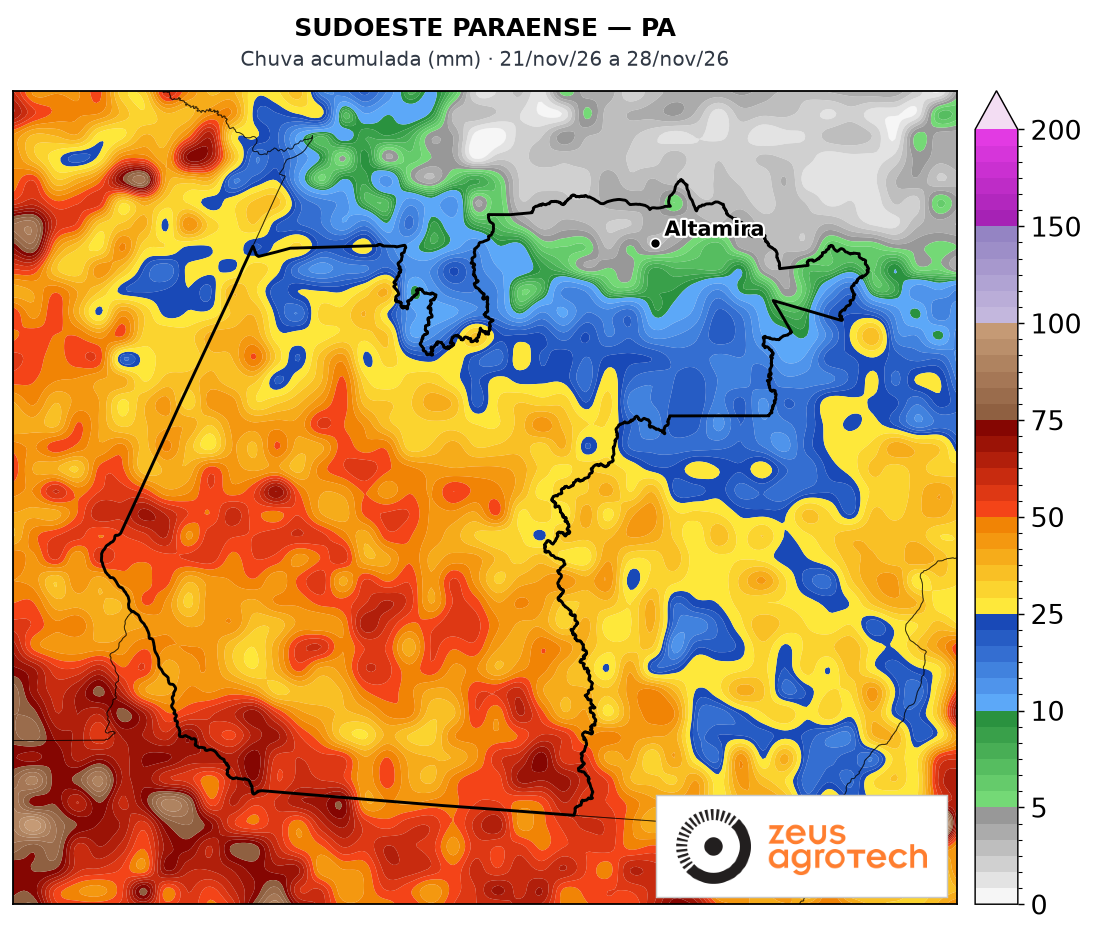 SUDOESTE PARAENSE — PA
Chuva acumulada (mm) · 21/nov/26 a 28/nov/26
Altamira
200
150
100
75
50
25
10
5
0
zeus
agrotech